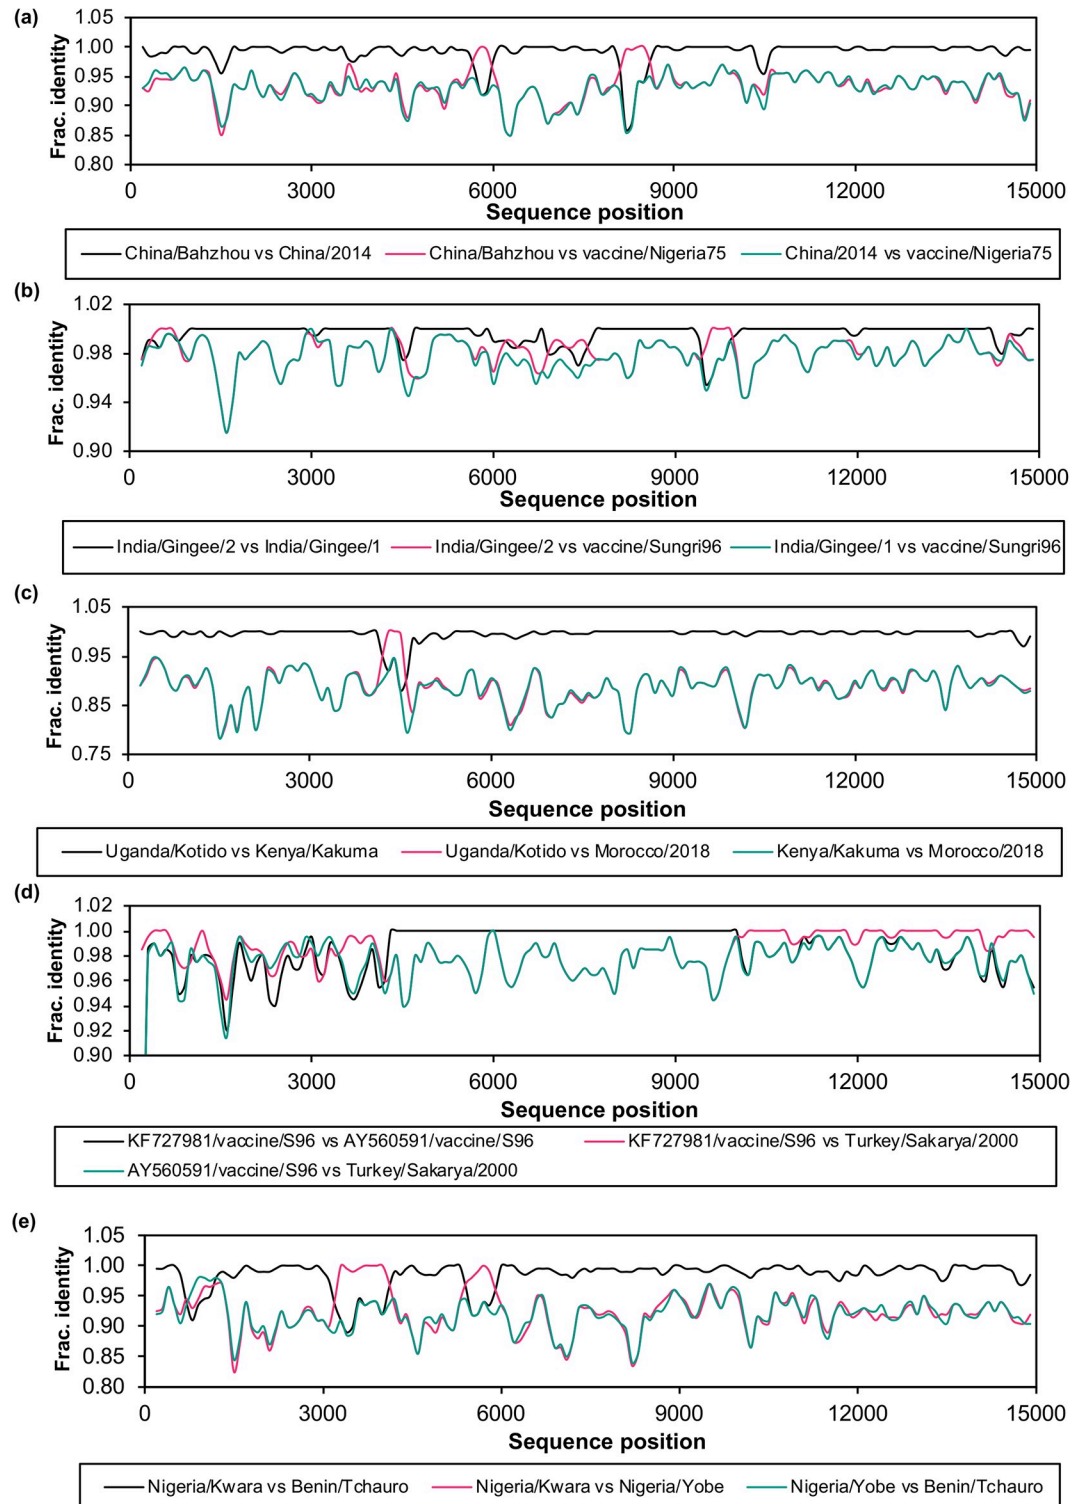 (a)
1.05
1.00
0.95
0.90
0.85
0.80
Frac. identity
0 3000 6000 9000 12000 15000
Sequence position
China/Bahzhou vs China/2014 China/Bahzhou vs vaccine/Nigeria75 China/2014 vs vaccine/Nigeria75
(b)
1.02
0.98
0.94
0.90
Frac. identity
0 3000 6000 9000 12000 15000
Sequence position
India/Gingee/2 vs India/Gingee/1 India/Gingee/2 vs vaccine/Sungri96 India/Gingee/1 vs vaccine/Sungri96
(c)
1.05
0.95
0.85
0.75
Frac. identity
0 3000 6000 9000 12000 15000
Sequence position
Uganda/Kotido vs Kenya/Kakuma Uganda/Kotido vs Morocco/2018 Kenya/Kakuma vs Morocco/2018
(d)
1.02
1.00
0.98
0.96
0.94
0.92
0.90
Frac. identity
0 3000 6000 9000 12000 15000
Sequence position
KF727981/vaccine/S96 vs AY560591/vaccine/S96 KF727981/vaccine/S96 vs Turkey/Sakarya/2000
AY560591/vaccine/S96 vs Turkey/Sakarya/2000
(e)
1.05
1.00
0.95
0.90
0.85
0.80
Frac. identity
0 3000 6000 9000 12000 15000
Sequence position
Nigeria/Kwara vs Benin/Tchauro Nigeria/Kwara vs Nigeria/Yobe Nigeria/Yobe vs Benin/Tchauro